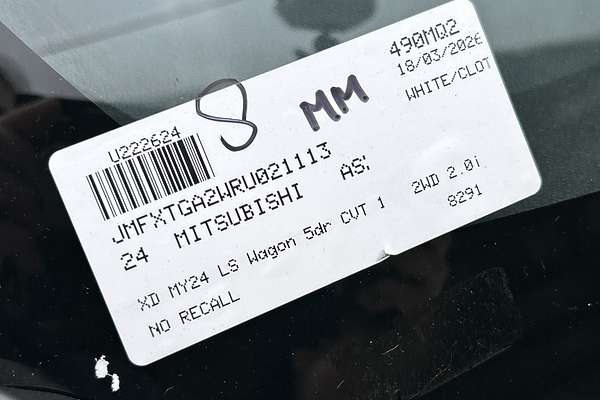 490MQ2
18/03/2026
WHITE/CLOT
8 MM
U222624
JMFXTGA2WRU021113
24 MITSUBISHI AS;
XD MY24 LS Wagon 5dr CVT 1 2WD 2.0i
NO RECALL 8291